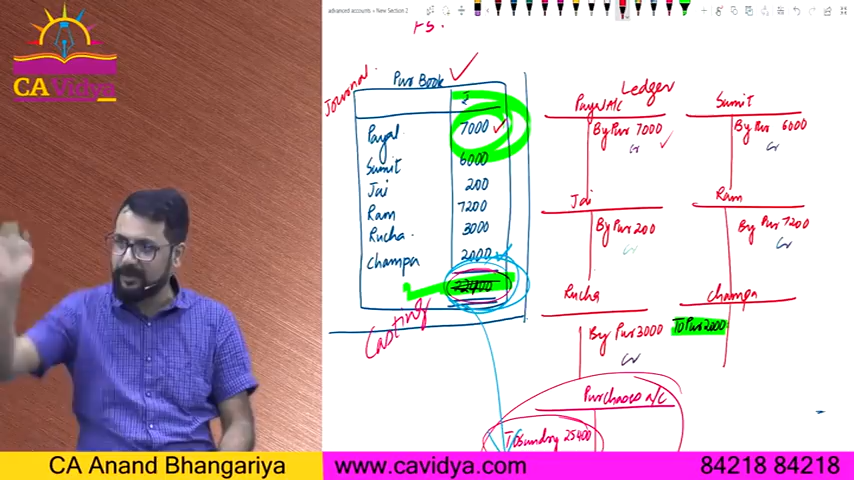 advanced accounts » New Section 2
CA Vidya
Fs.
Journal
Pur Book
₹
Payal 7000
Sumit 6000
Jai 200
Ram 7200
Rucha 3000
Champa 2000
Casting
Ledger
Payal A/c
By Pur 7000
Cr
Sumit
By Pur 6000
Cr
Jai
By Pur 200
Cr
Ram
By Pur 7200
Cr
Rucha
By Pur 3000
Cr
Champa
To Pur 2000
Purchases a/c
To Sundry 25400
CA Anand Bhangariya
www.cavidya.com
84218 84218